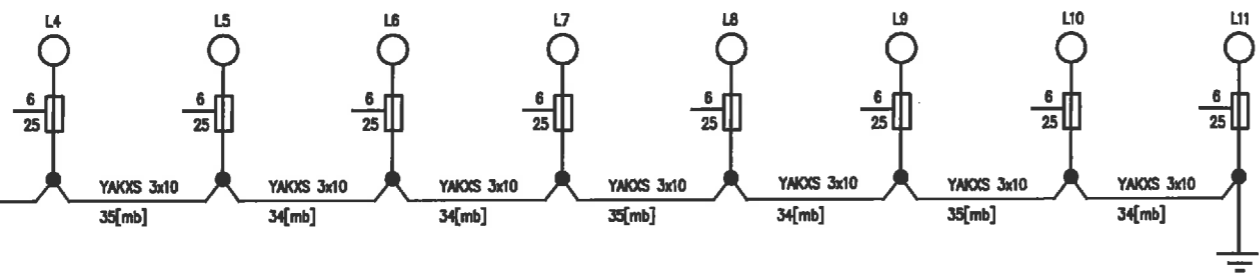 L4 L5 L6 L7 L8 L9 L10 L11
6 6 6 6 6 6 6 6
25 25 25 25 25 25 25 25
YAKXS 3x10 YAKXS 3x10 YAKXS 3x10 YAKXS 3x10 YAKXS 3x10 YAKXS 3x10 YAKXS 3x10
35[mb] 34[mb] 34[mb] 35[mb] 34[mb] 35[mb] 34[mb]